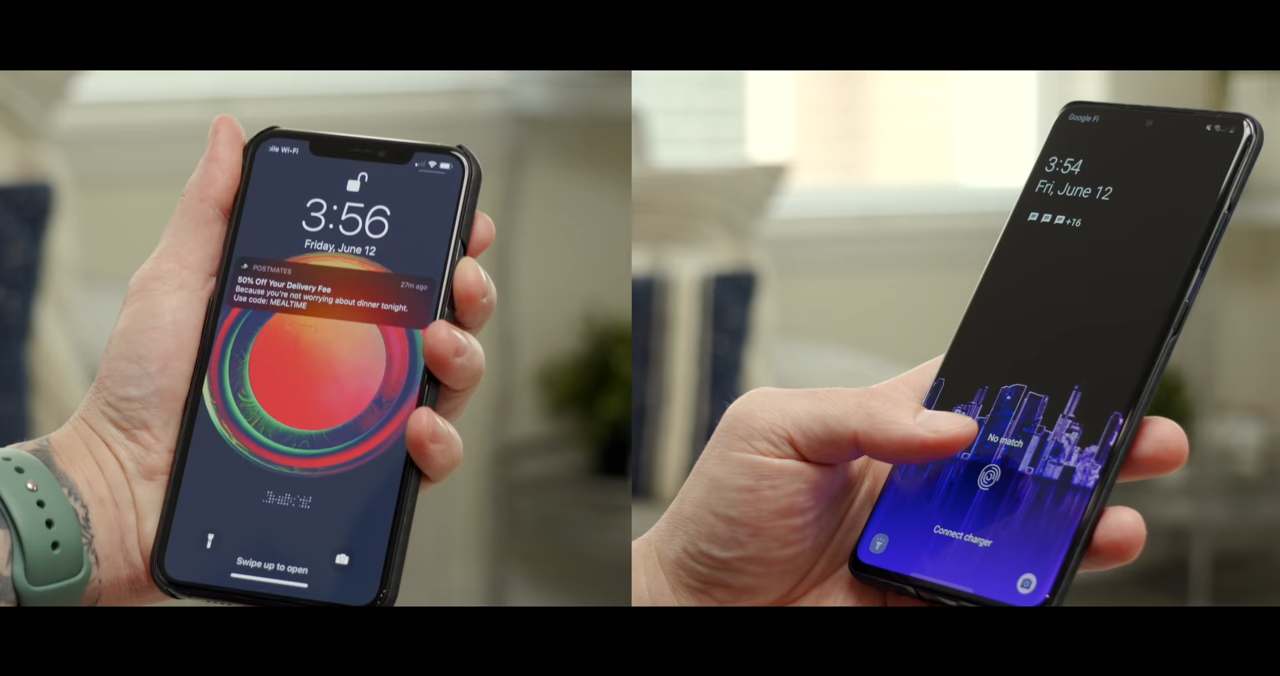 Wi-Fi
3:56
Friday, June 12
POSTMATES
27m ago
50% Off Your Delivery Fee
Because you're not worrying about dinner tonight.
Use code: MEALTIME
Swipe up to open
Google Fi
3:54
Fri, June 12
+16
No match
Connect charger